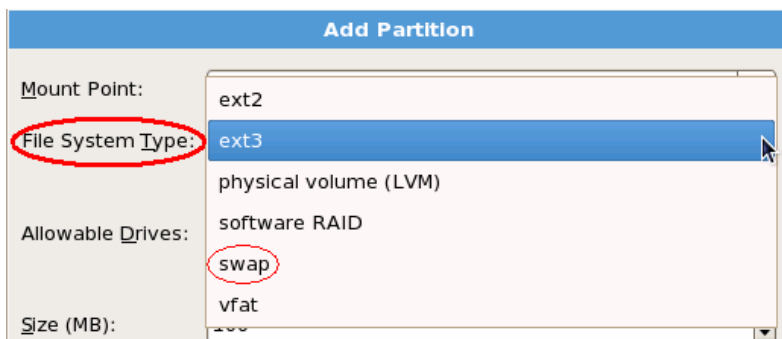 Add Partition
Mount Point:
ext2
File System Type:
ext3
physical volume (LVM)
software RAID
Allowable Drives:
swap
vfat
Size (MB):